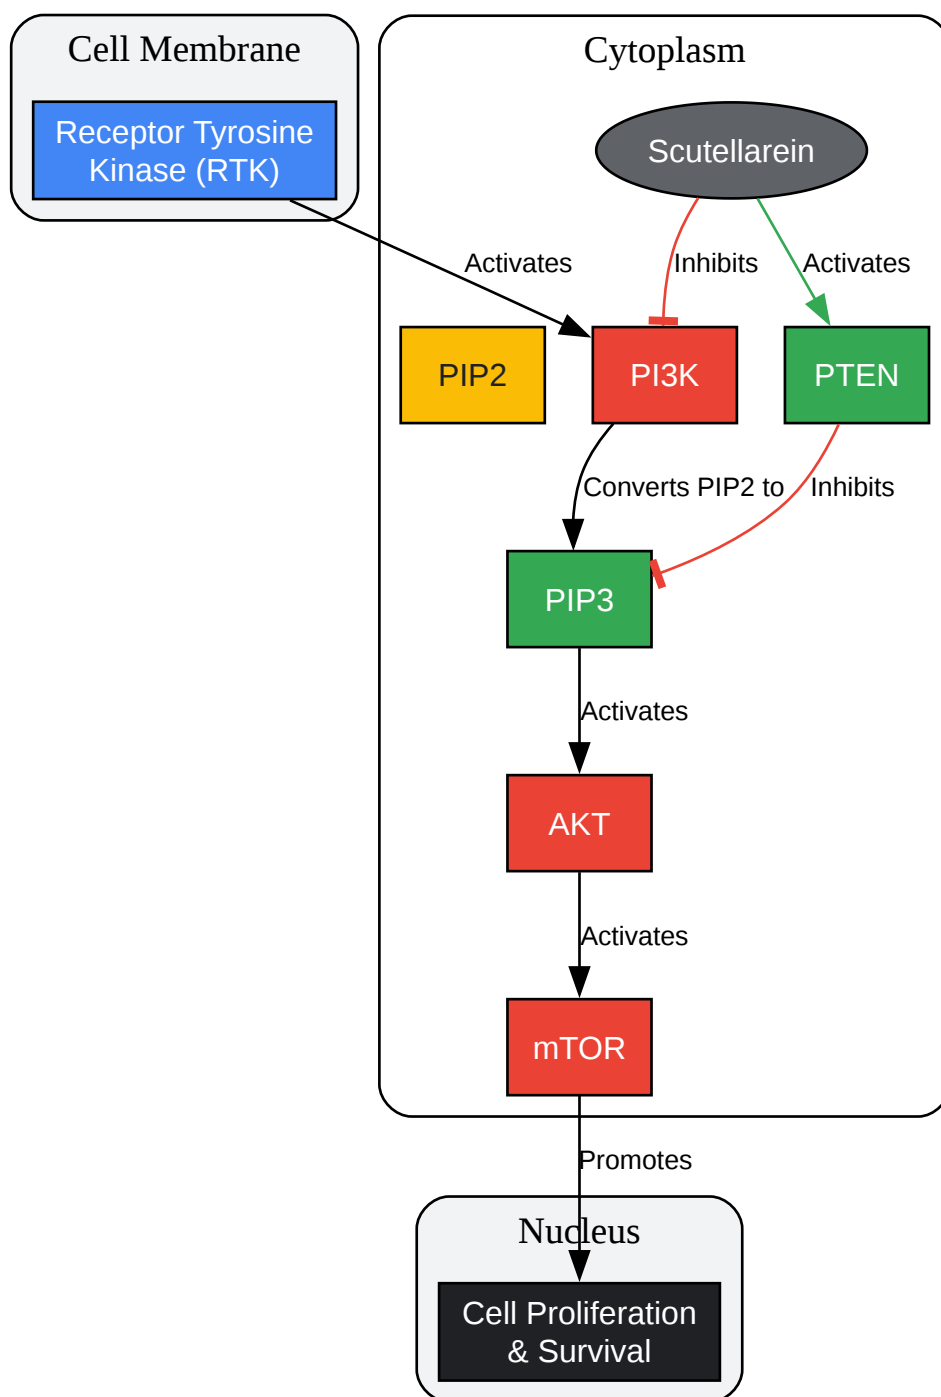 Cell Membrane
Cytoplasm
Receptor Tyrosine
Kinase (RTK)
Scutellarein
Activates
Inhibits
Activates
PIP2
PI3K
PTEN
Converts PIP2 to
Inhibits
PIP3
Activates
AKT
Activates
mTOR
Promotes
Nucleus
Cell Proliferation
& Survival